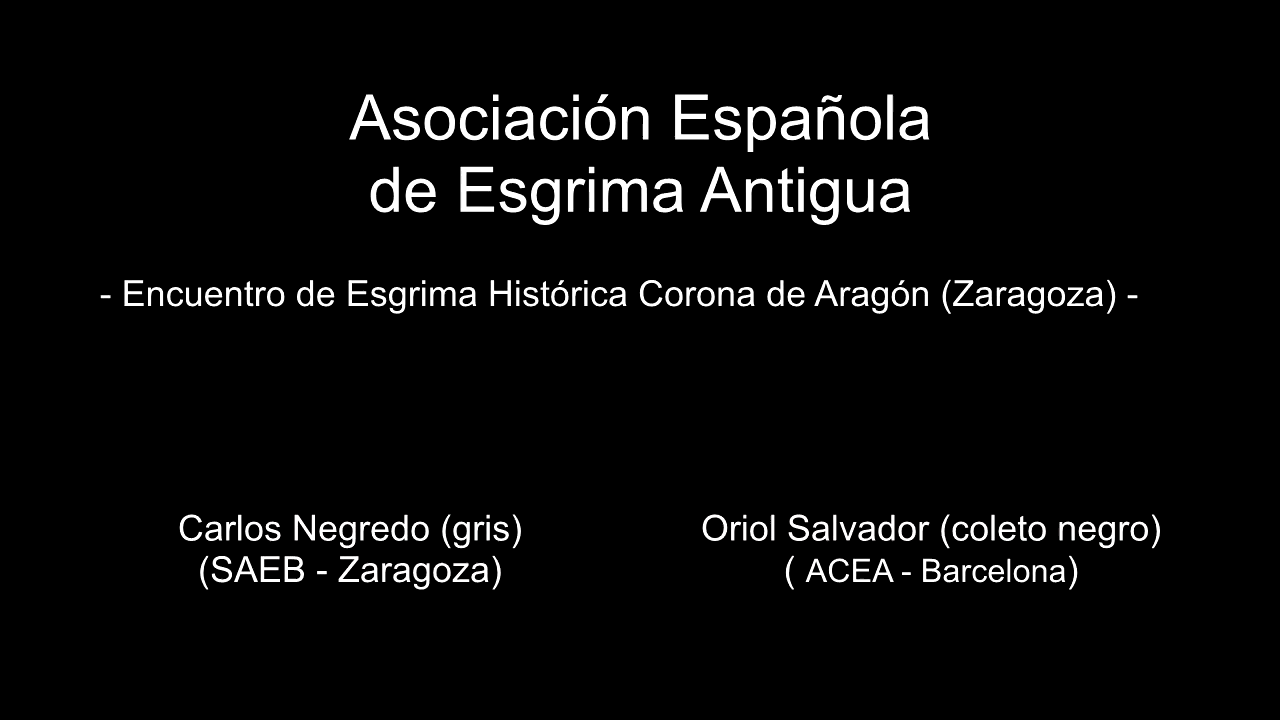 Asociación Española
de Esgrima Antigua
- Encuentro de Esgrima Histórica Corona de Aragón (Zaragoza) -
Carlos Negredo (gris)
(SAEB - Zaragoza)
Oriol Salvador (coleto negro)
( ACEA - Barcelona)